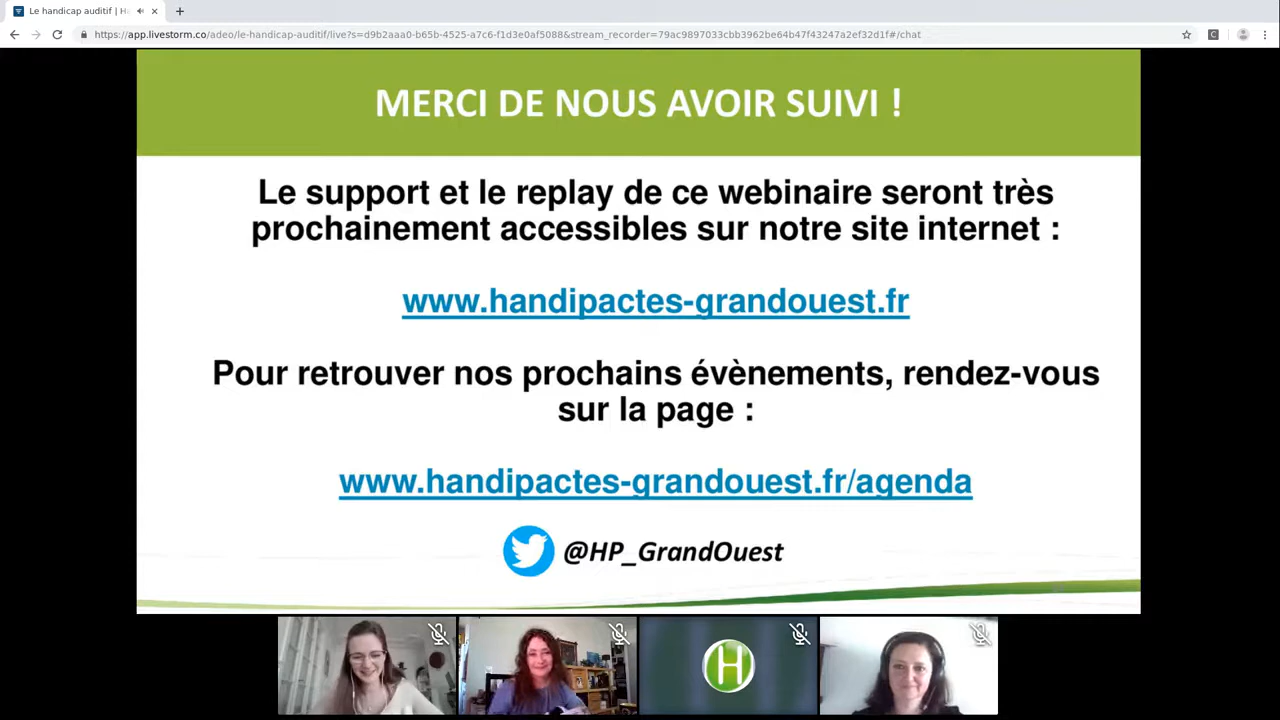 Le handicap auditif | Ha
https://app.livestorm.co/adeo/le-handicap-auditif/live?s=d9b2aaa0-b65b-4525-a7c6-f1d3e0af5088&stream_recorder=79ac9897033cbb3962be64b47f43247a2ef32d1f#/chat
MERCI DE NOUS AVOIR SUIVI !
Le support et le replay de ce webinaire seront très
prochainement accessibles sur notre site internet :
www.handipactes-grandouest.fr
Pour retrouver nos prochains évènements, rendez-vous
sur la page :
www.handipactes-grandouest.fr/agenda
@HP_GrandOuest
H